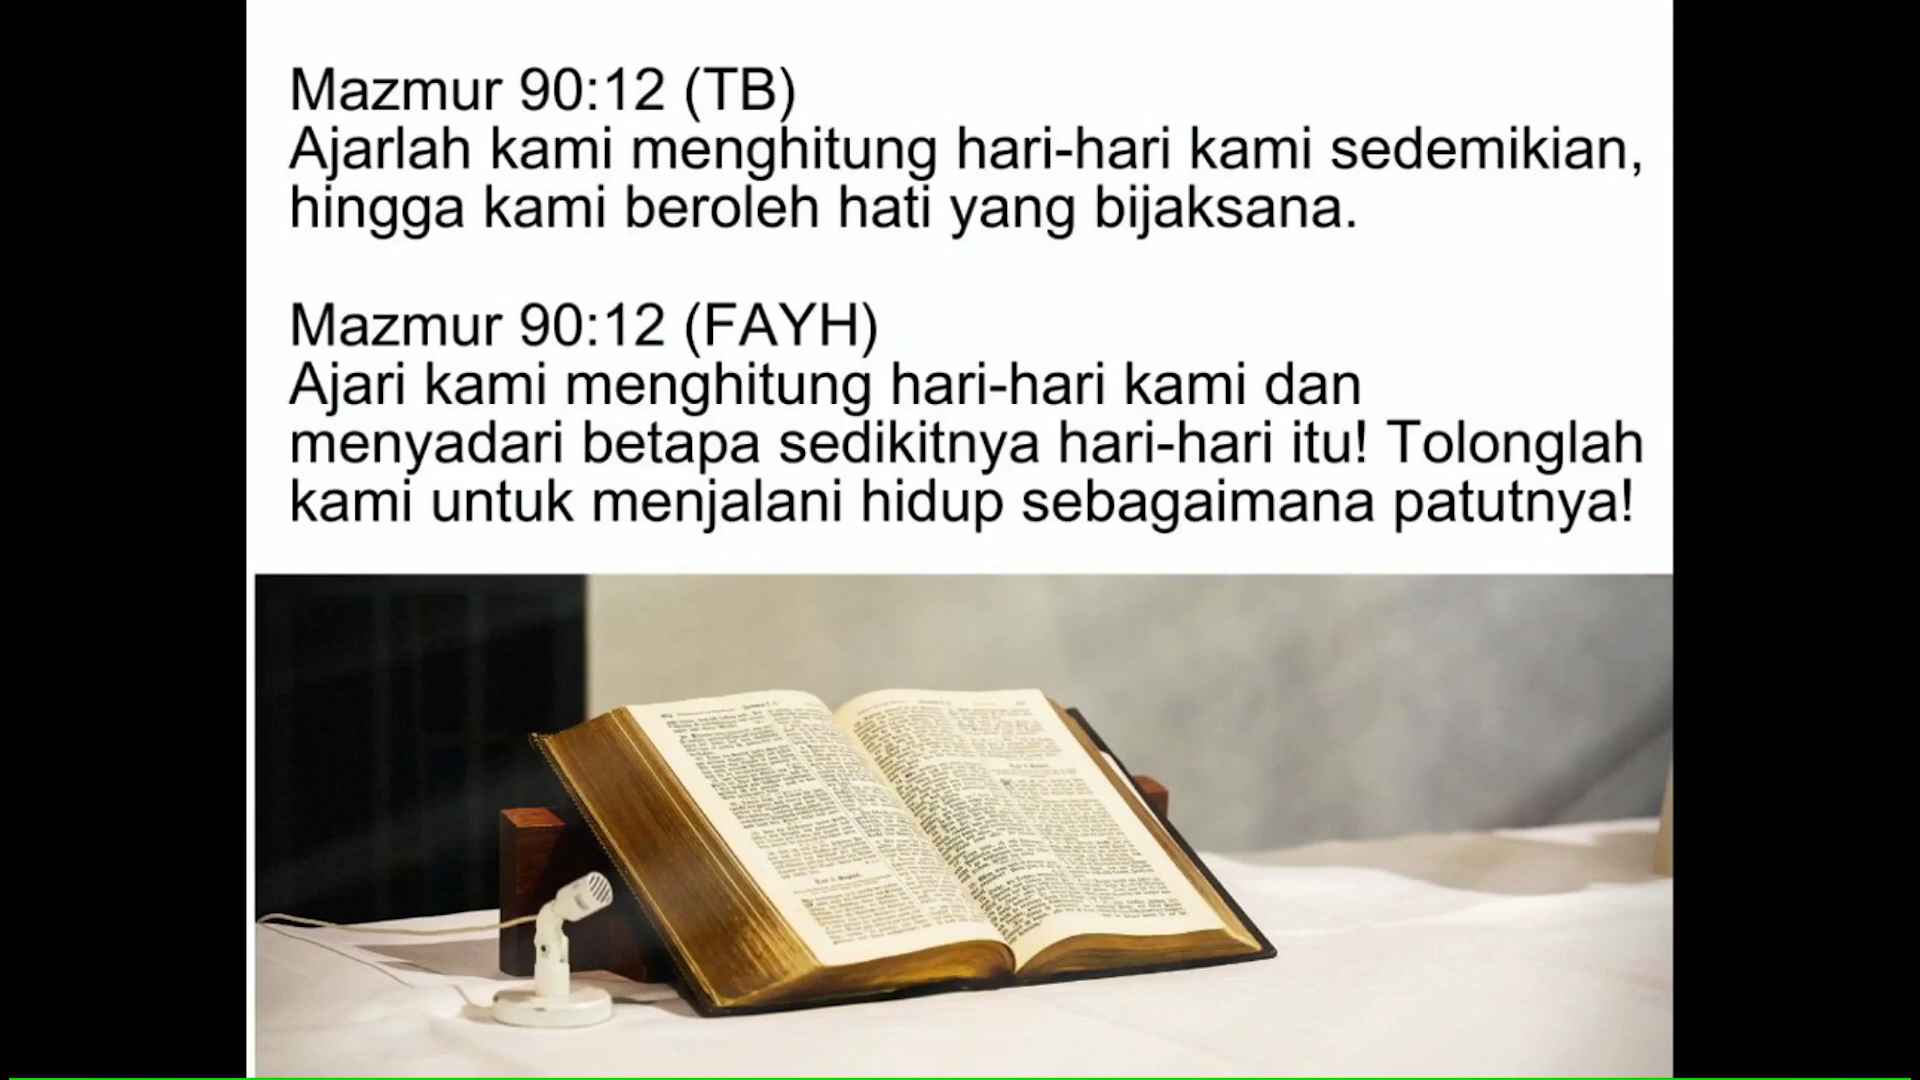 Mazmur 90:12 (TB)
Ajarlah kami menghitung hari-hari kami sedemikian,
hingga kami beroleh hati yang bijaksana.
Mazmur 90:12 (FAYH)
Ajari kami menghitung hari-hari kami dan
menyadari betapa sedikitnya hari-hari itu! Tolonglah
kami untuk menjalani hidup sebagaimana patutnya!